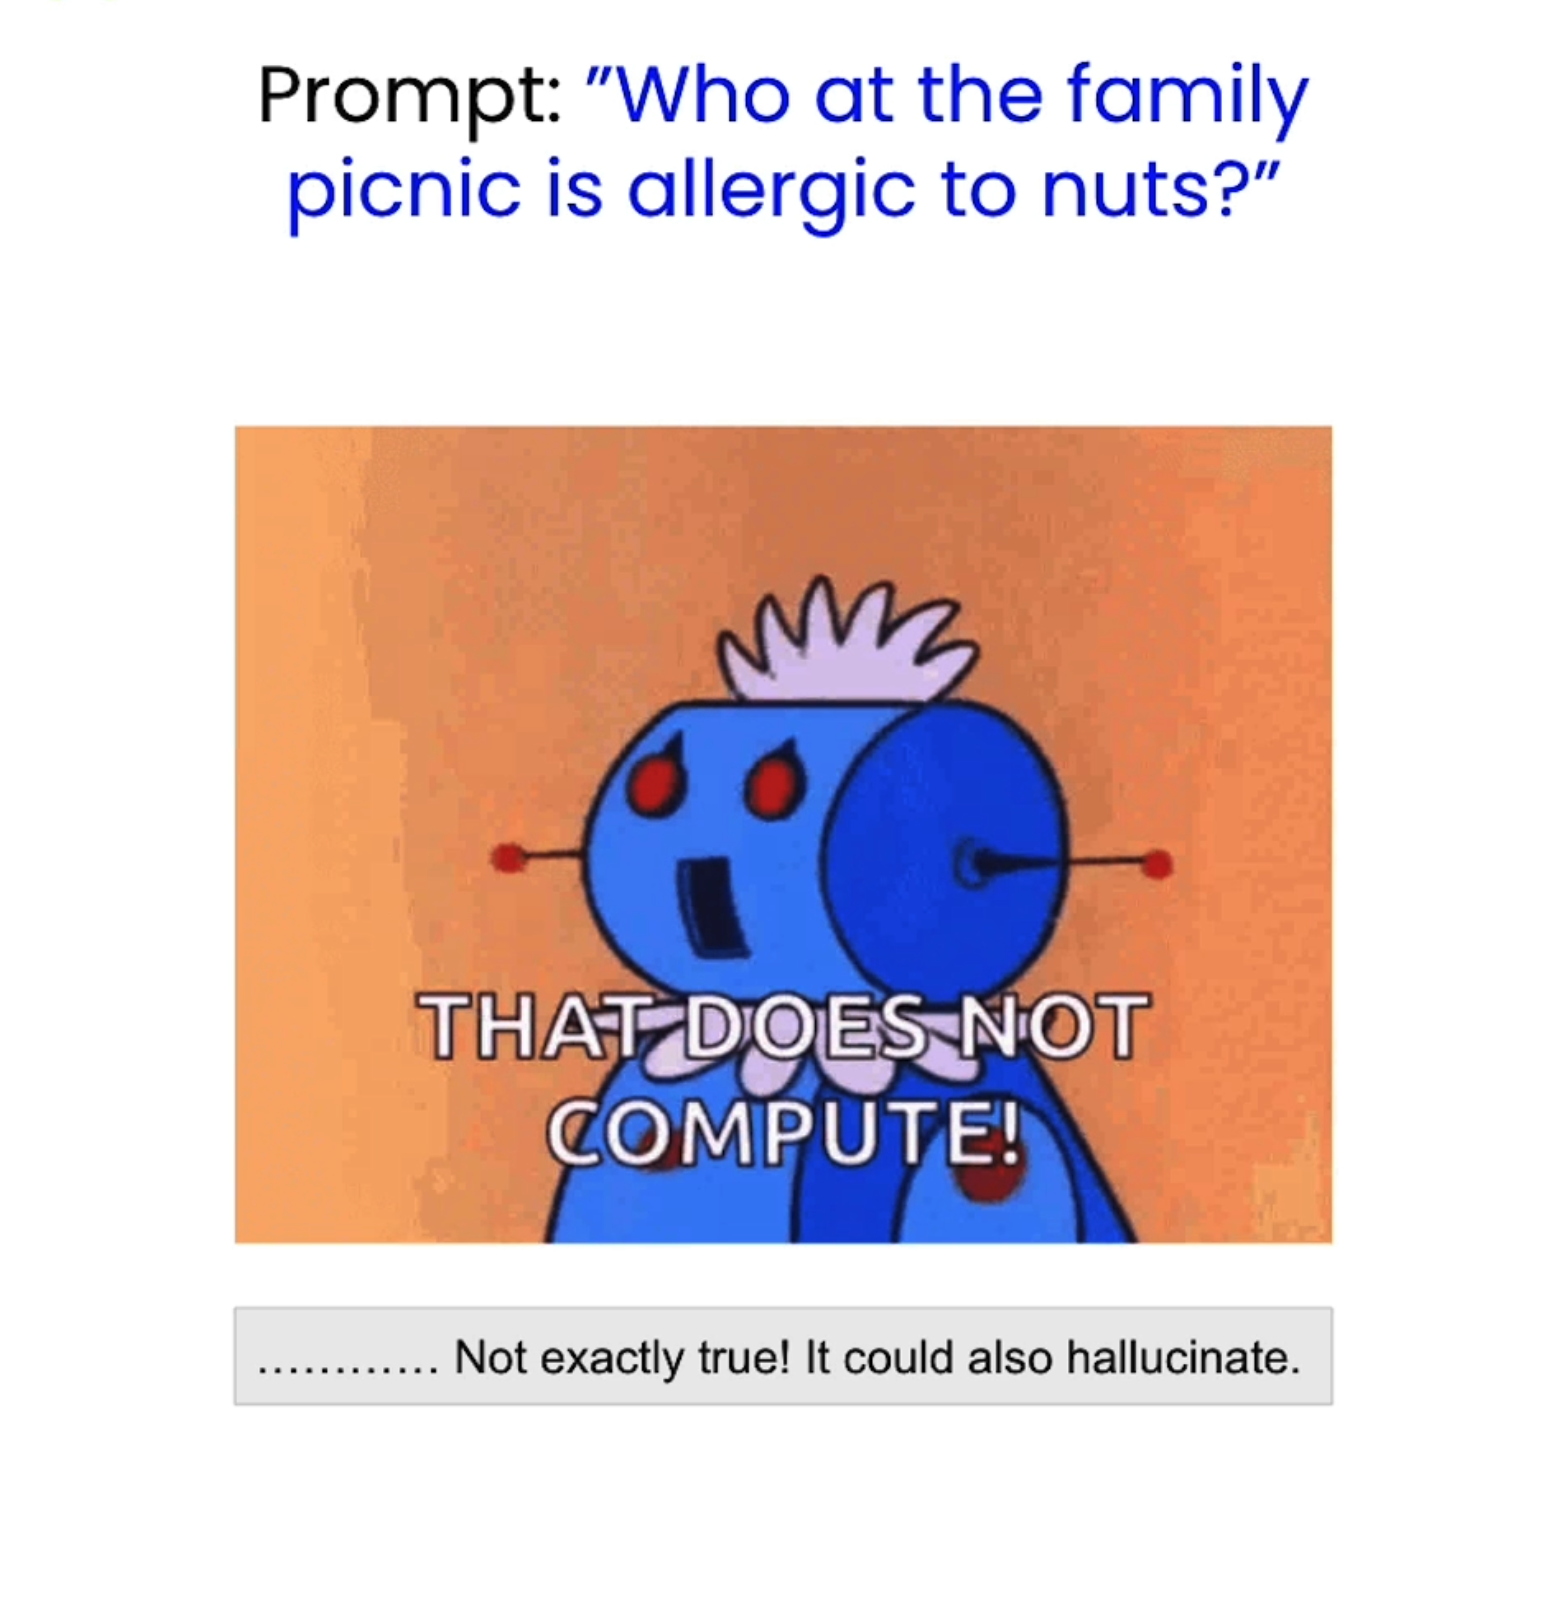 Prompt: ”Who at the family
picnic is allergic to nuts?”
THAT DOES NOT
COMPUTE!
............ Not exactly true! It could also hallucinate.